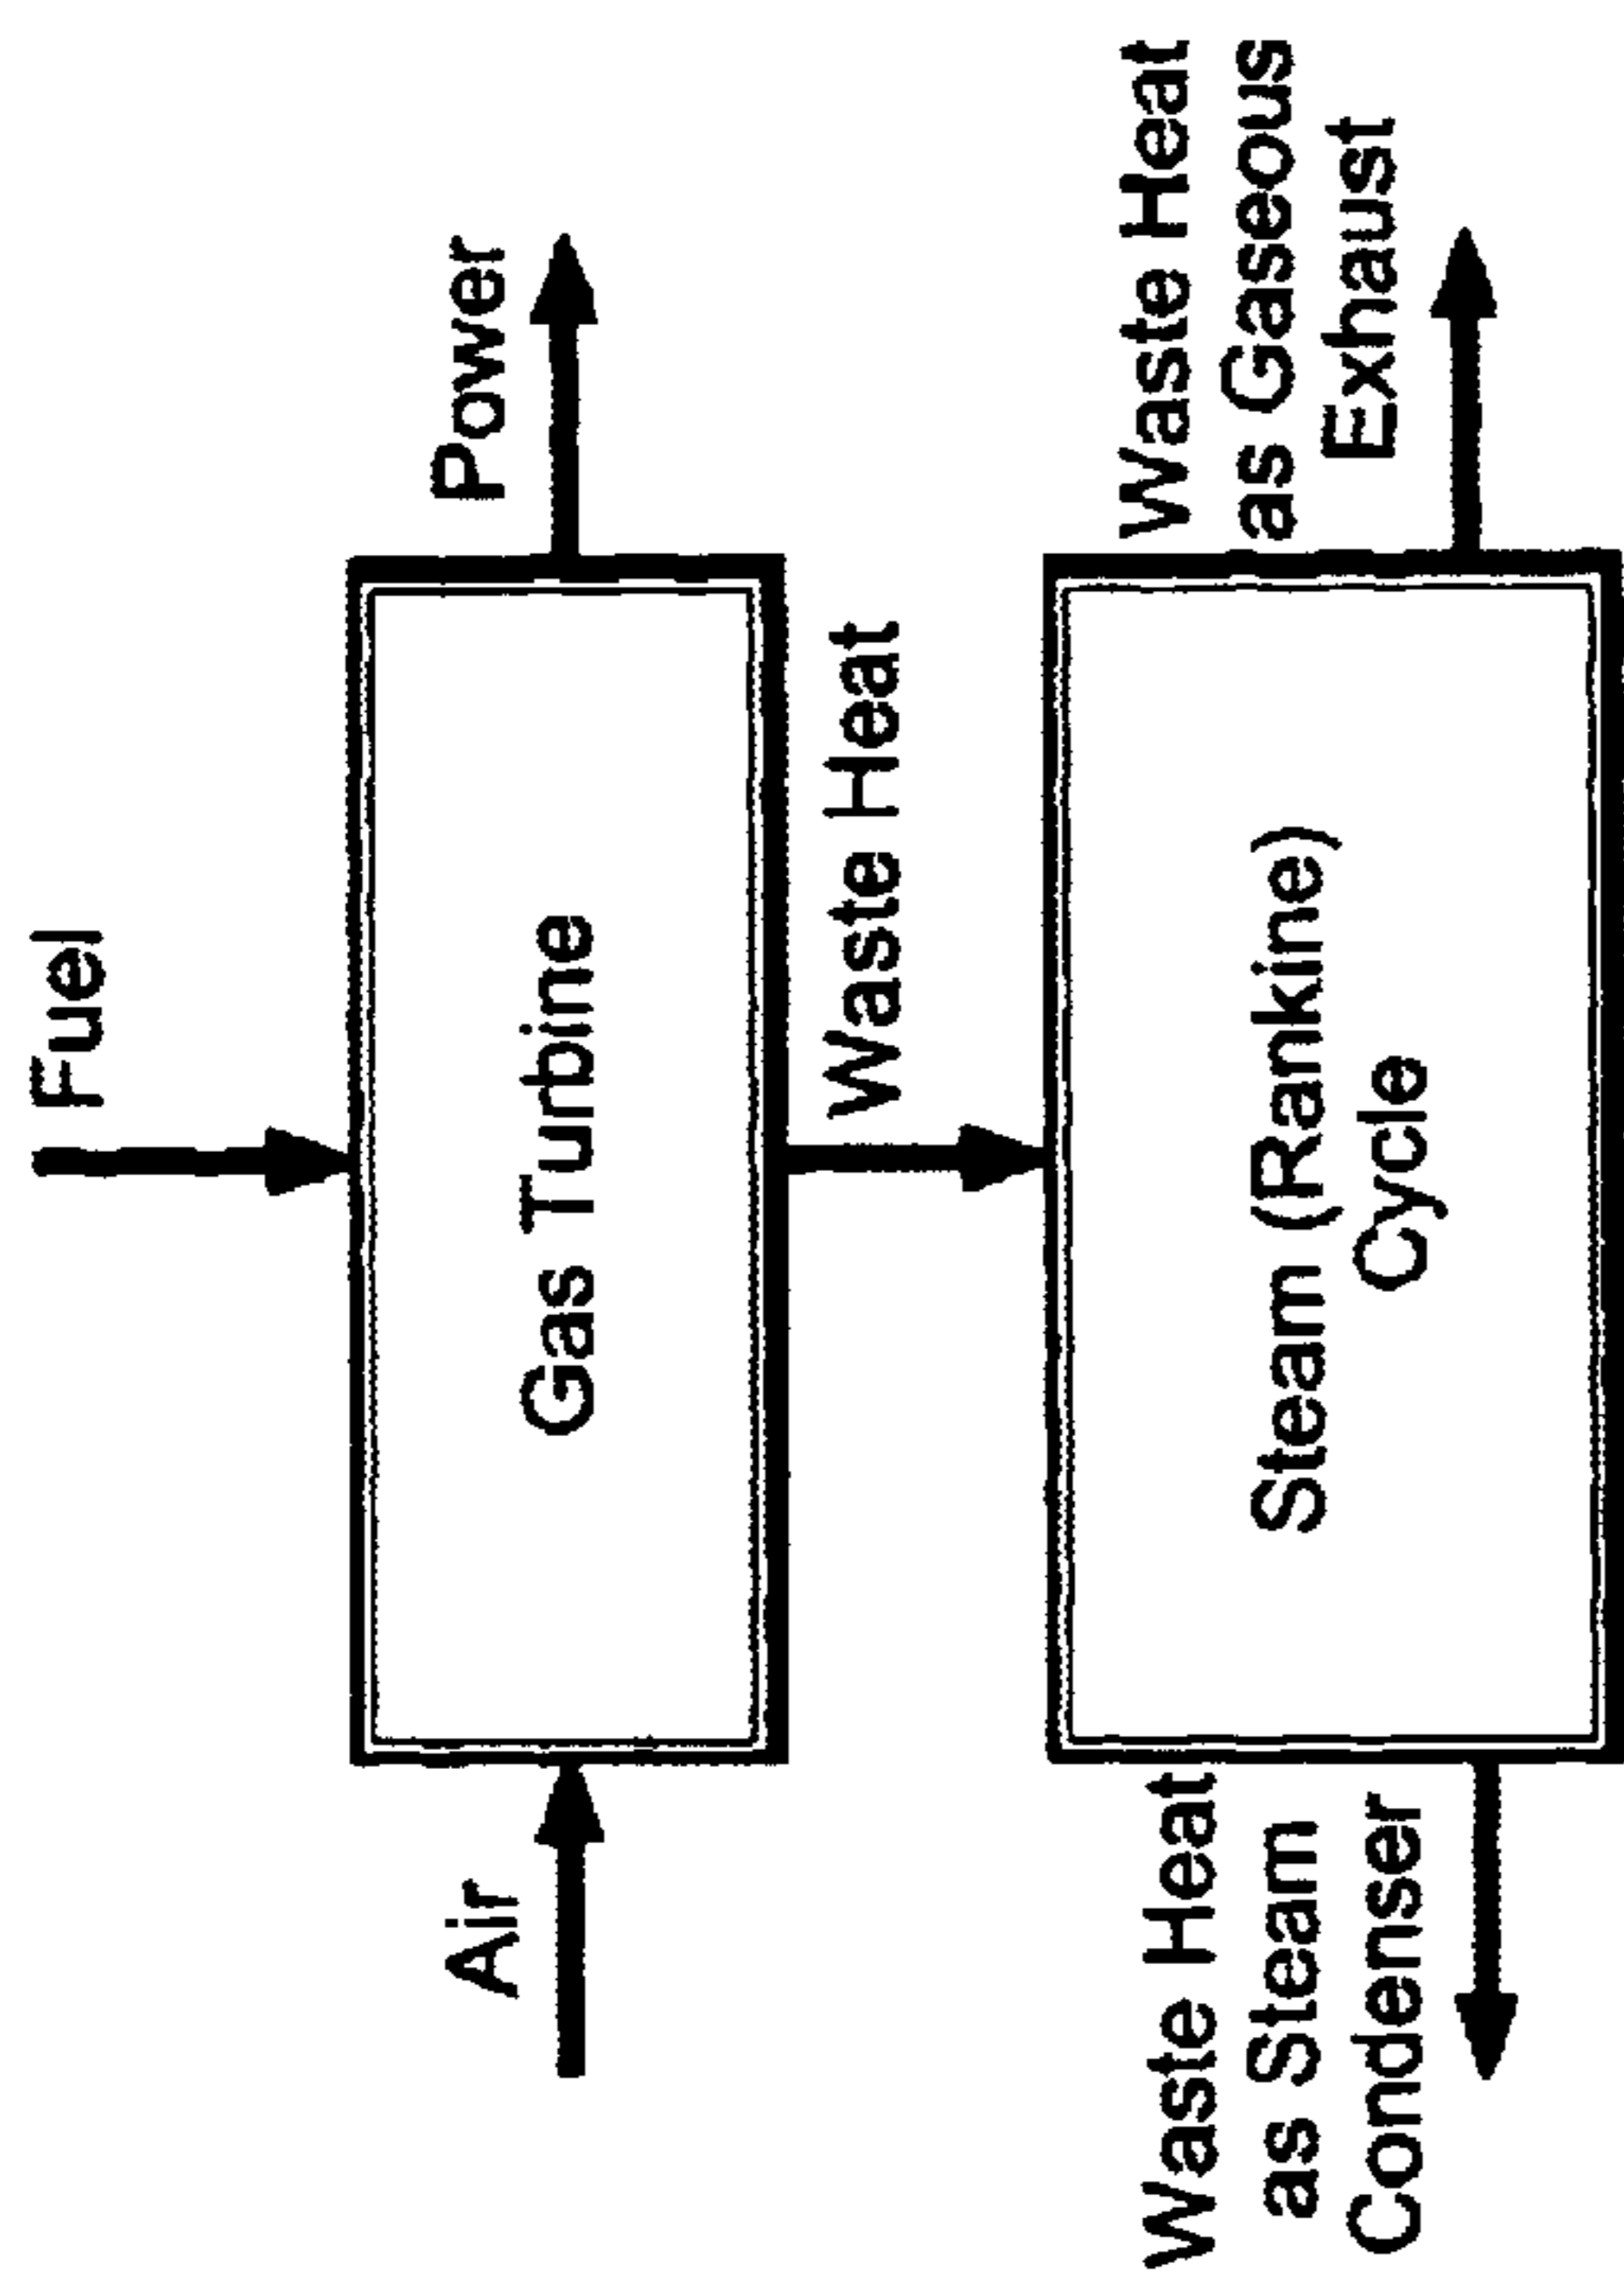 Fuel
Air
Gas Turbine
Power
Waste Heat
Waste Heat
as Steam
Condenser
Steam (Rankine)
Cycle
Waste Heat
as Gaseous
Exhaust